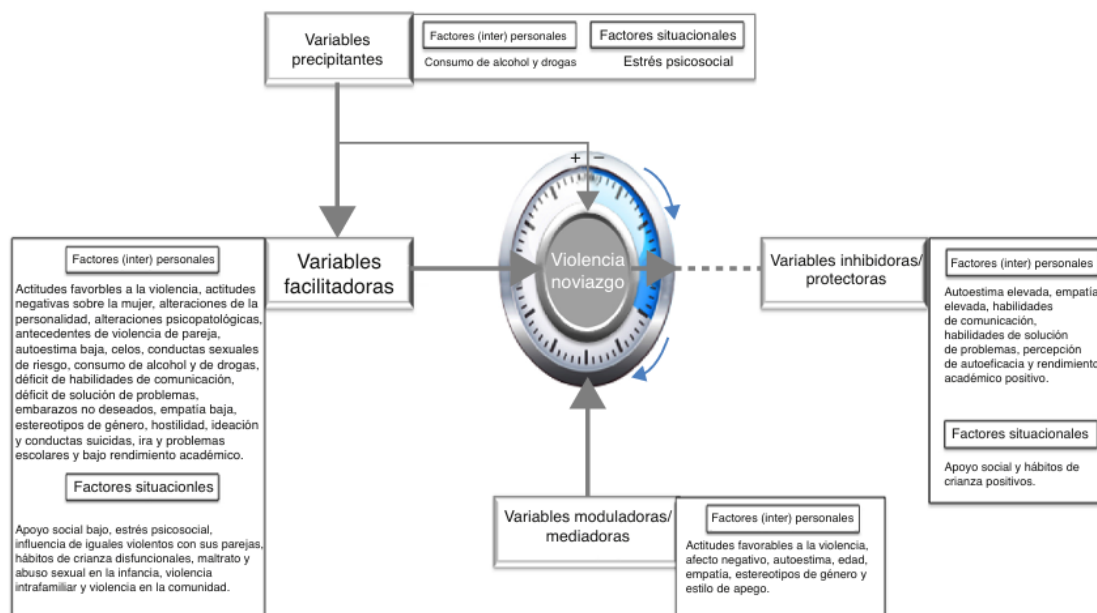 Variables
precipitantes
Factores (inter) personales
Consumo de alcohol y drogas
Factores situacionales
Estrés psicosocial
+ −
Factores (inter) personales
Actitudes favorbles a la violencia, actitudes
negativas sobre la mujer, alteraciones de la
personalidad, alteraciones psicopatológicas,
antecedentes de violencia de pareja,
autoestima baja, celos, conductas sexuales
de riesgo, consumo de alcohol y de drogas,
déficit de habilidades de comunicación,
déficit de solución de problemas,
embarazos no deseados, empatía baja,
estereotipos de género, hostilidad, ideación
y conductas suicidas, ira y problemas
escolares y bajo rendimiento académico.
Factores situacionles
Apoyo social bajo, estrés psicosocial,
influencia de iguales violentos con sus parejas,
hábitos de crianza disfuncionales, maltrato y
abuso sexual en la infancia, violencia
intrafamiliar y violencia en la comunidad.
Variables
facilitadoras
Violencia
noviazgo
Variables inhibidoras/
protectoras
Factores (inter) personales
Autoestima elevada, empatía
elevada, habilidades
de comunicación,
habilidades de solución
de problemas, percepción
de autoeficacia y rendimiento
académico positivo.
Factores situacionales
Apoyo social y hábitos de
crianza positivos.
Variables moduladoras/
mediadoras
Factores (inter) personales
Actitudes favorables a la violencia,
afecto negativo, autoestima, edad,
empatía, estereotipos de género y
estilo de apego.